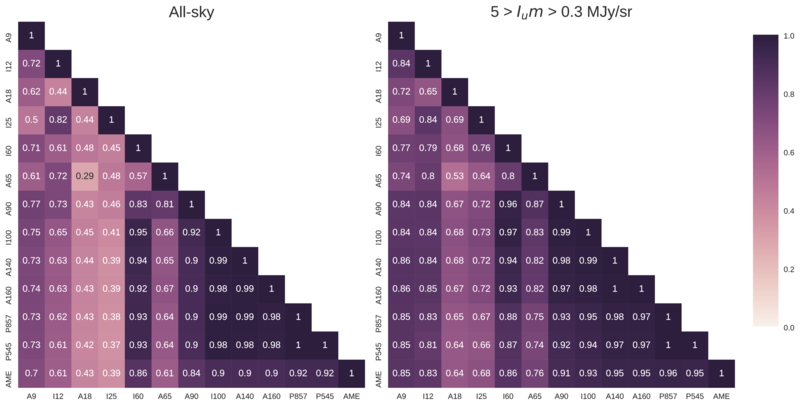 All-sky
5 > I_u m > 0.3 MJy/sr
A9 1
I12 0.72 1
A18 0.62 0.44 1
I25 0.5 0.82 0.44 1
I60 0.71 0.61 0.48 0.45 1
A65 0.61 0.72 0.29 0.48 0.57 1
A90 0.77 0.73 0.43 0.46 0.83 0.81 1
I100 0.75 0.65 0.45 0.41 0.95 0.66 0.92 1
A140 0.73 0.63 0.44 0.39 0.94 0.65 0.9 0.99 1
A160 0.74 0.63 0.43 0.39 0.92 0.67 0.9 0.98 0.99 1
P857 0.73 0.62 0.43 0.38 0.93 0.64 0.9 0.99 0.99 0.98 1
P545 0.73 0.61 0.42 0.37 0.93 0.64 0.9 0.98 0.98 0.98 1 1
AME 0.7 0.61 0.43 0.39 0.86 0.61 0.84 0.9 0.9 0.9 0.92 0.92 1
A9 I12 A18 I25 I60 A65 A90 I100 A140 A160 P857 P545 AME
A9 1
I12 0.84 1
A18 0.72 0.65 1
I25 0.69 0.84 0.69 1
I60 0.77 0.79 0.68 0.76 1
A65 0.74 0.8 0.53 0.64 0.8 1
A90 0.84 0.84 0.67 0.72 0.96 0.87 1
I100 0.84 0.84 0.68 0.73 0.97 0.83 0.99 1
A140 0.86 0.84 0.68 0.72 0.94 0.82 0.98 0.99 1
A160 0.86 0.85 0.67 0.72 0.93 0.82 0.97 0.98 1 1
P857 0.85 0.83 0.65 0.68 0.88 0.75 0.93 0.95 0.98 0.97 1
P545 0.85 0.81 0.64 0.66 0.87 0.74 0.92 0.94 0.97 0.97 1 1
AME 0.85 0.83 0.64 0.68 0.86 0.76 0.91 0.93 0.95 0.95 0.96 0.95 1
A9 I12 A18 I25 I60 A65 A90 I100 A140 A160 P857 P545 AME
1.0
0.8
0.6
0.4
0.2
0.0